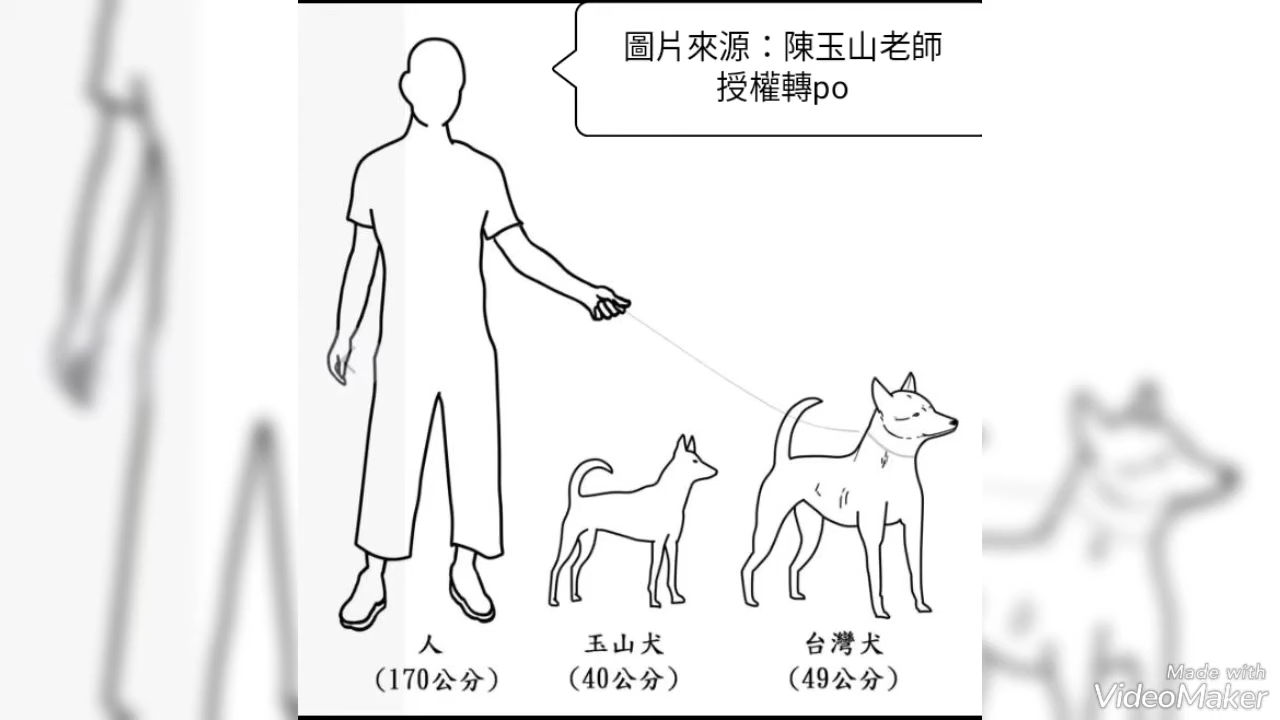 圖片來源：陳玉山老師
授權轉po
人
(170公分)
玉山犬
(40公分)
台灣犬
(49公分)
Made with
VideoMaker